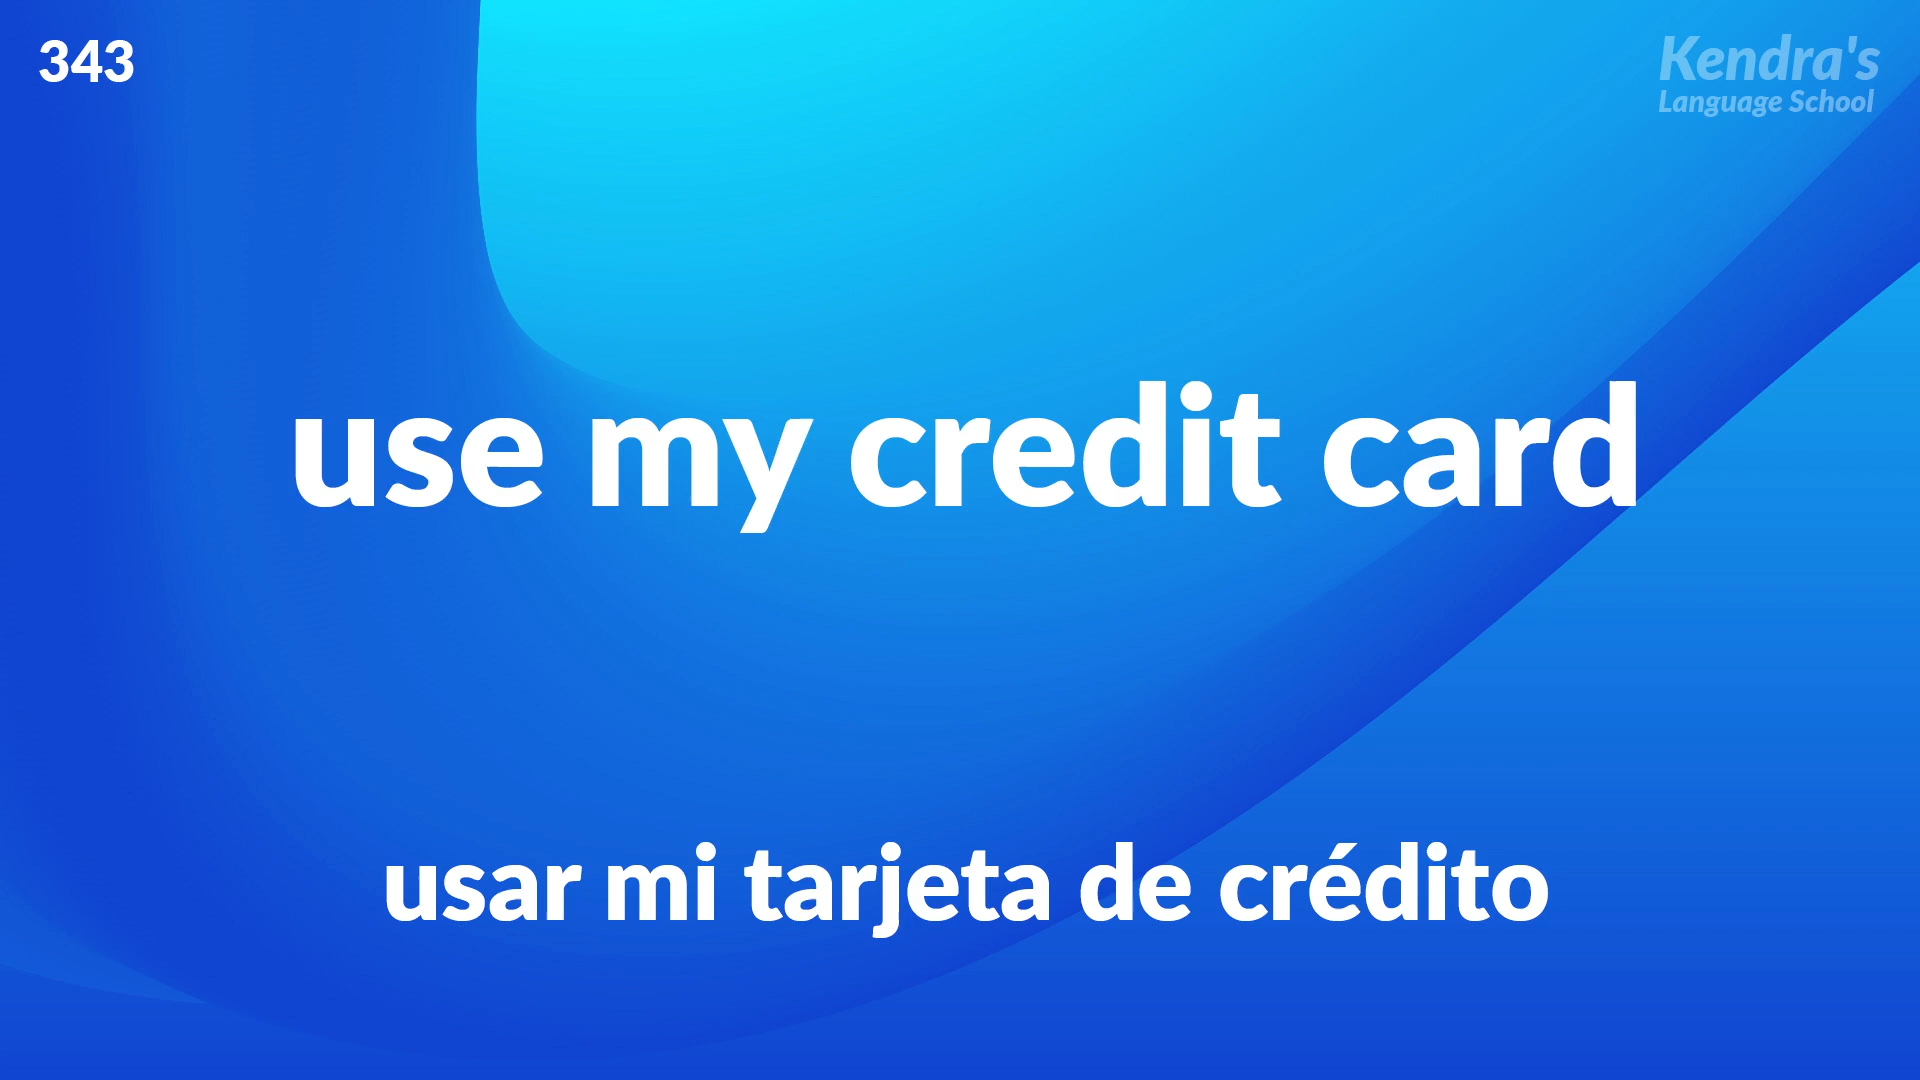 343
Kendra's
Language School
use my credit card
usar mi tarjeta de crédito